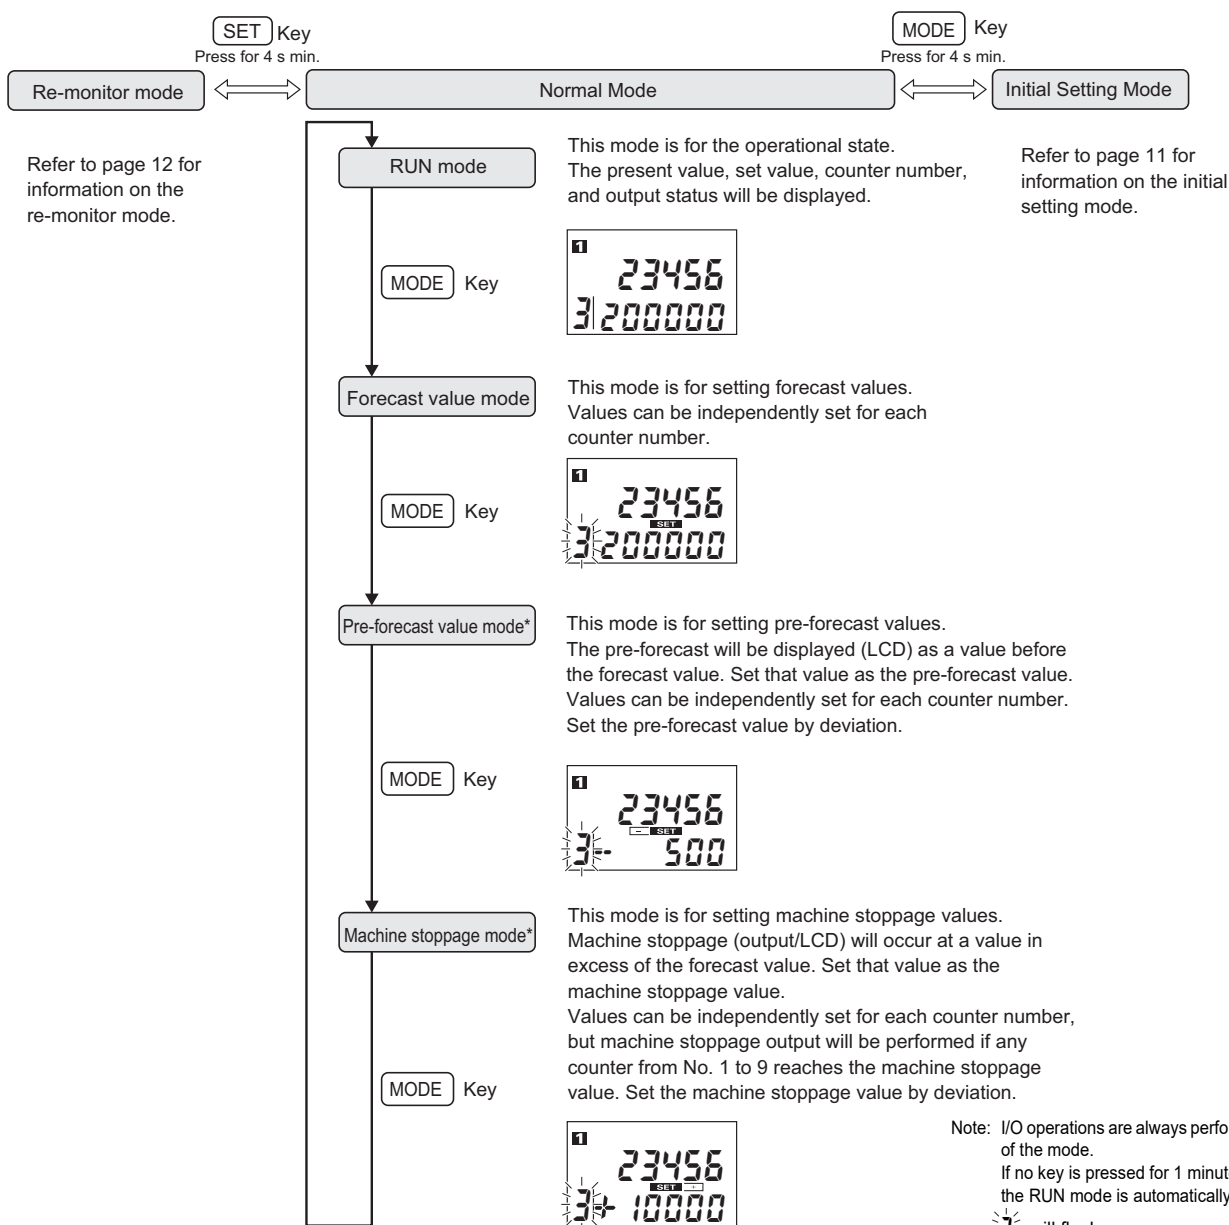 SET Key
Press for 4 s min.
MODE Key
Press for 4 s min.
Re-monitor mode
Normal Mode
Initial Setting Mode
Refer to page 12 for
information on the
re-monitor mode.
RUN mode
This mode is for the operational state.
The present value, set value, counter number,
and output status will be displayed.
Refer to page 11 for
information on the initial
setting mode.
MODE Key
1
23456
3 200000
Forecast value mode
This mode is for setting forecast values.
Values can be independently set for each
counter number.
MODE Key
1
23456
SET
3 200000
Pre-forecast value mode*
This mode is for setting pre-forecast values.
The pre-forecast will be displayed (LCD) as a value before
the forecast value. Set that value as the pre-forecast value.
Values can be independently set for each counter number.
Set the pre-forecast value by deviation.
MODE Key
1
23456
- SET
3 -- 500
Machine stoppage mode*
This mode is for setting machine stoppage values.
Machine stoppage (output/LCD) will occur at a value in
excess of the forecast value. Set that value as the
machine stoppage value.
Values can be independently set for each counter number,
but machine stoppage output will be performed if any
counter from No. 1 to 9 reaches the machine stoppage
value. Set the machine stoppage value by deviation.
MODE Key
1
23456
SET +
3 + 10000
Note: I/O operations are always perfo
of the mode.
If no key is pressed for 1 minut
the RUN mode is automatically